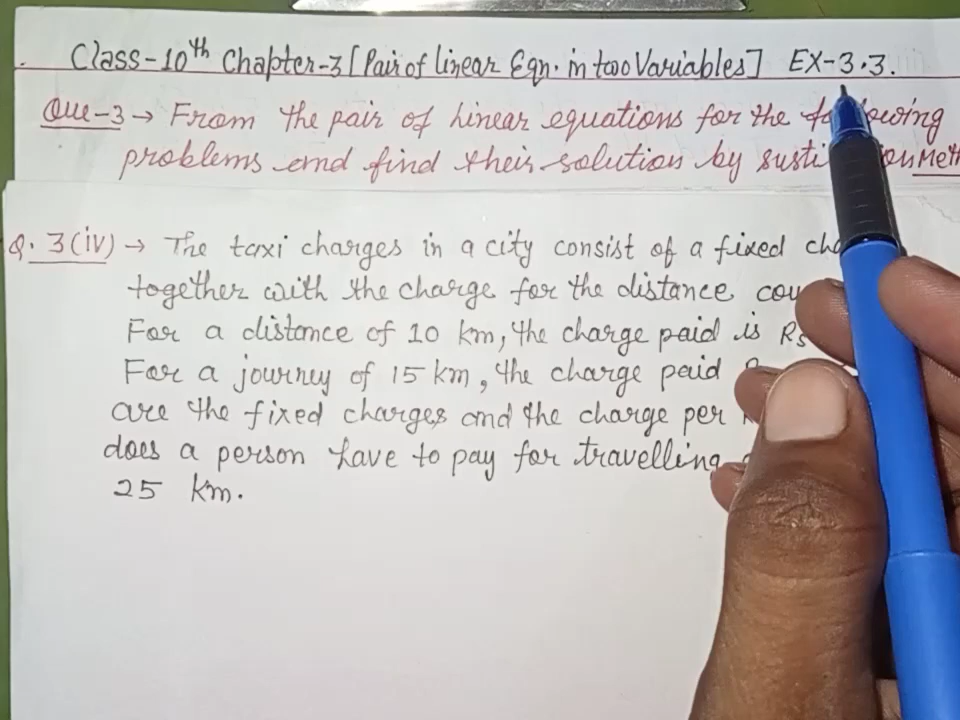 Class-10th Chapter-3 [Pair of linear Eqn. in two Variables] EX-3.3.
Que-3 → From the pair of linear equations for the
problems and find their solution by
Q. 3(iv) → The taxi charges in a city consist of a fixed
together with the charge for the distance
For a distance of 10 km, the charge paid is Rs
For a journey of 15 km, the charge paid
are the fixed charges and the charge per
does a person have to pay for travelling
25 km.